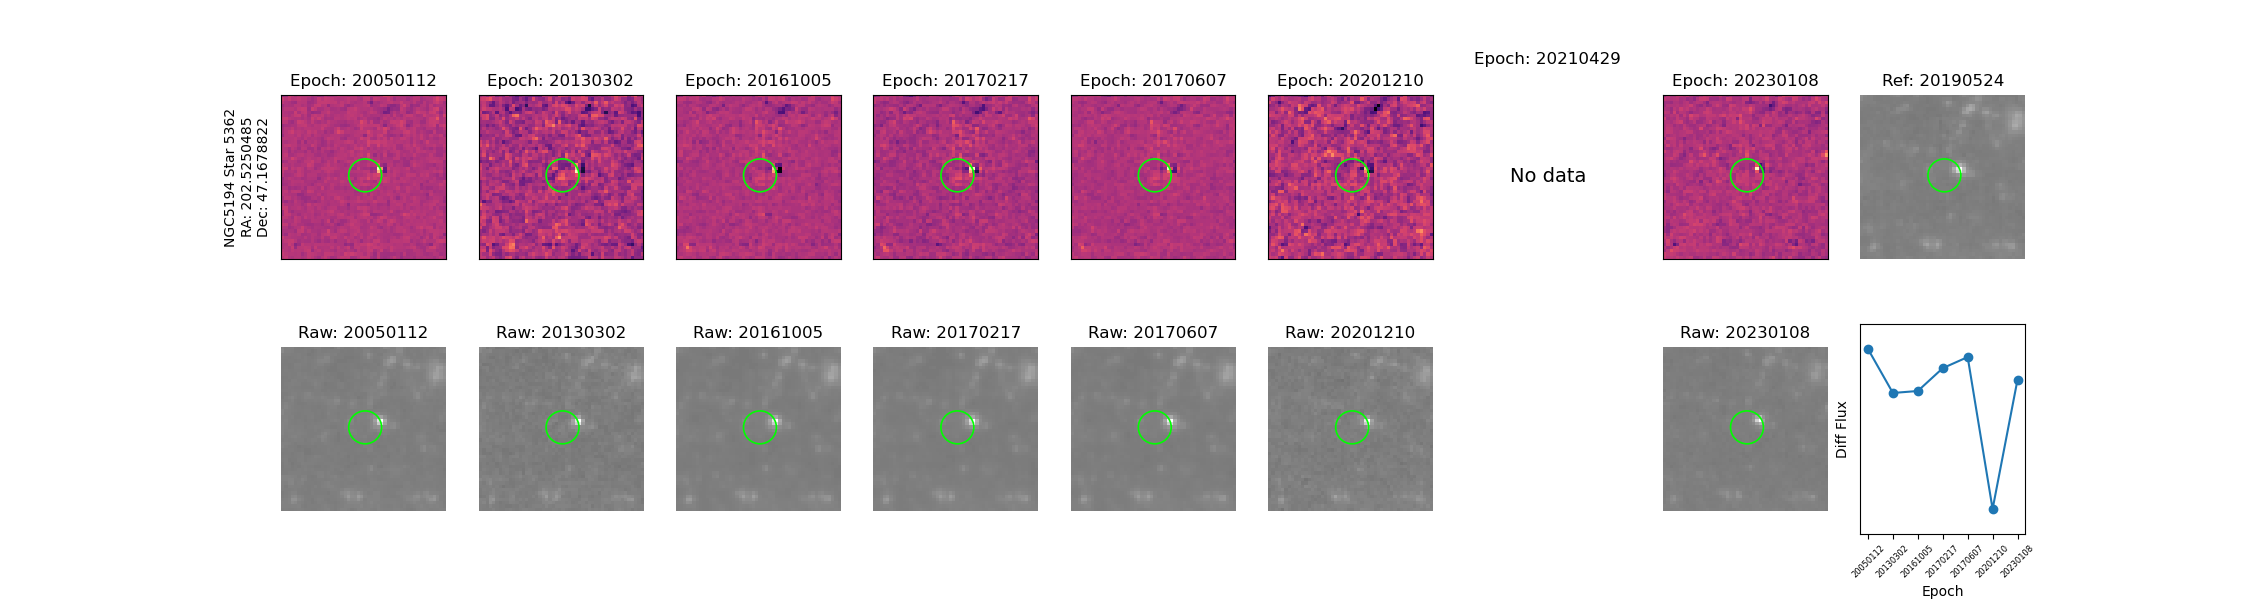 Epoch: 20210429
Epoch: 20050112
Epoch: 20130302
Epoch: 20161005
Epoch: 20170217
Epoch: 20170607
Epoch: 20201210
Epoch: 20230108
Ref: 20190524
NGC5194 Star 5362
RA: 202.5250485
Dec: 47.1678822
No data
Raw: 20050112
Raw: 20130302
Raw: 20161005
Raw: 20170217
Raw: 20170607
Raw: 20201210
Raw: 20230108
Diff Flux
20050112
20130302
20161005
20170217
20170607
20201210
20230108
Epoch